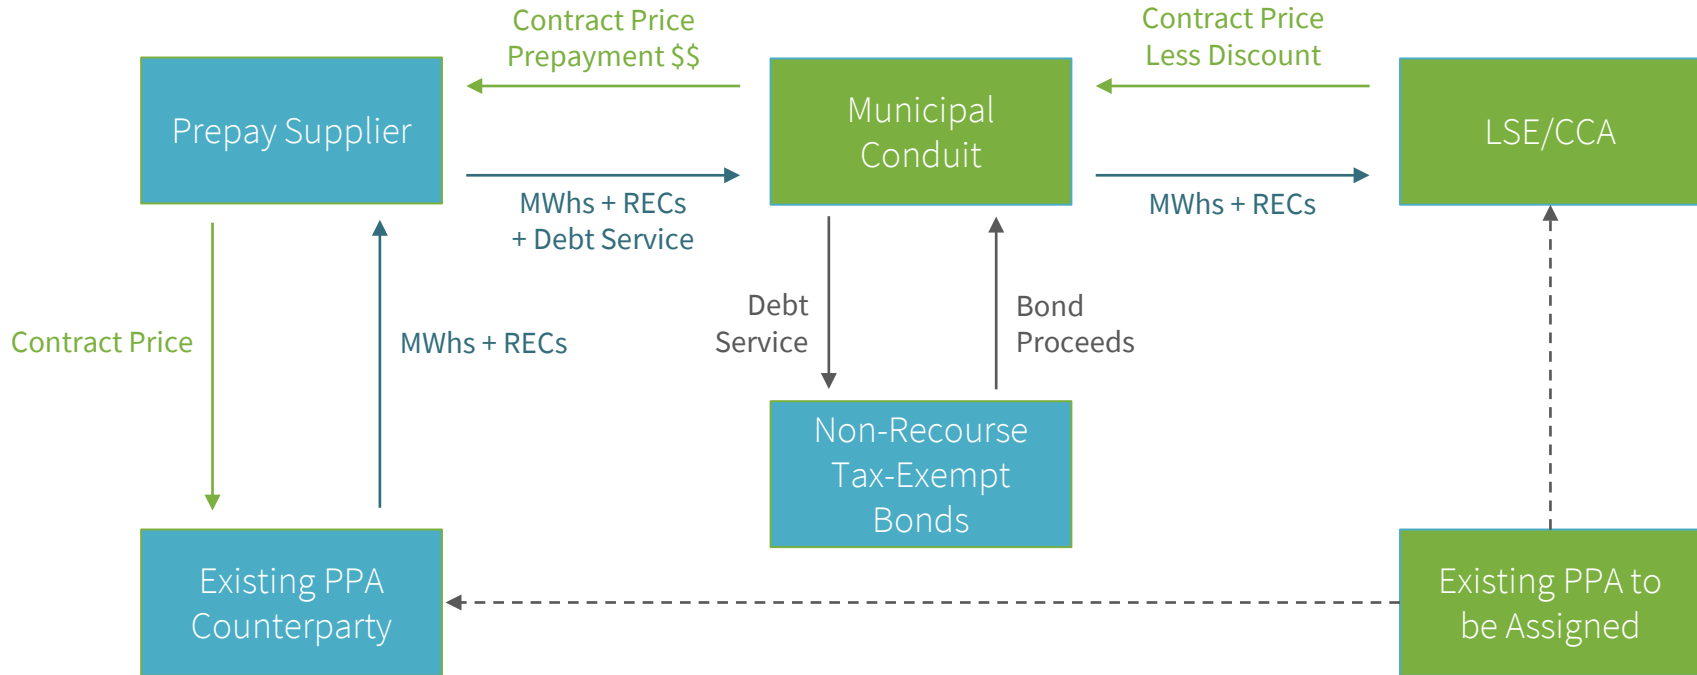 Contract Price
Prepayment $$
Contract Price
Less Discount
Prepay Supplier
Municipal
Conduit
LSE/CCA
MWhs + RECs
+ Debt Service
MWhs + RECs
Contract Price
MWhs + RECs
Debt
Service
Bond
Proceeds
Non-Recourse
Tax-Exempt
Bonds
Existing PPA
Counterparty
Existing PPA to
be Assigned